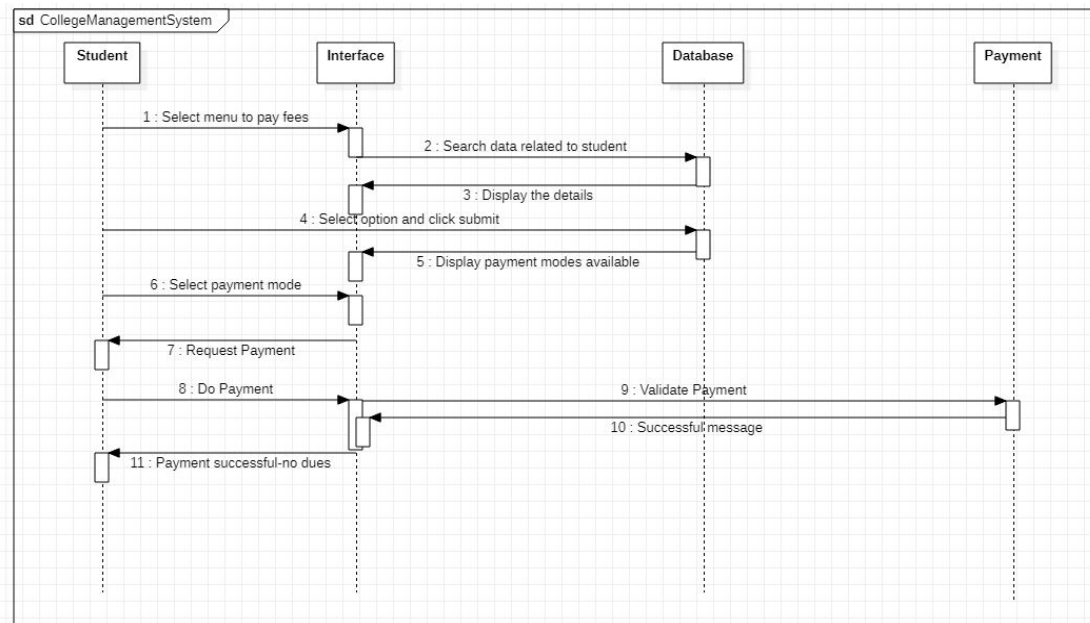 sd CollegeManagementSystem
Student
Interface
Database
Payment
1 : Select menu to pay fees
2 : Search data related to student
3 : Display the details
4 : Select option and click submit
5 : Display payment modes available
6 : Select payment mode
7 : Request Payment
8 : Do Payment
9 : Validate Payment
10 : Successful message
11 : Payment successful-no dues